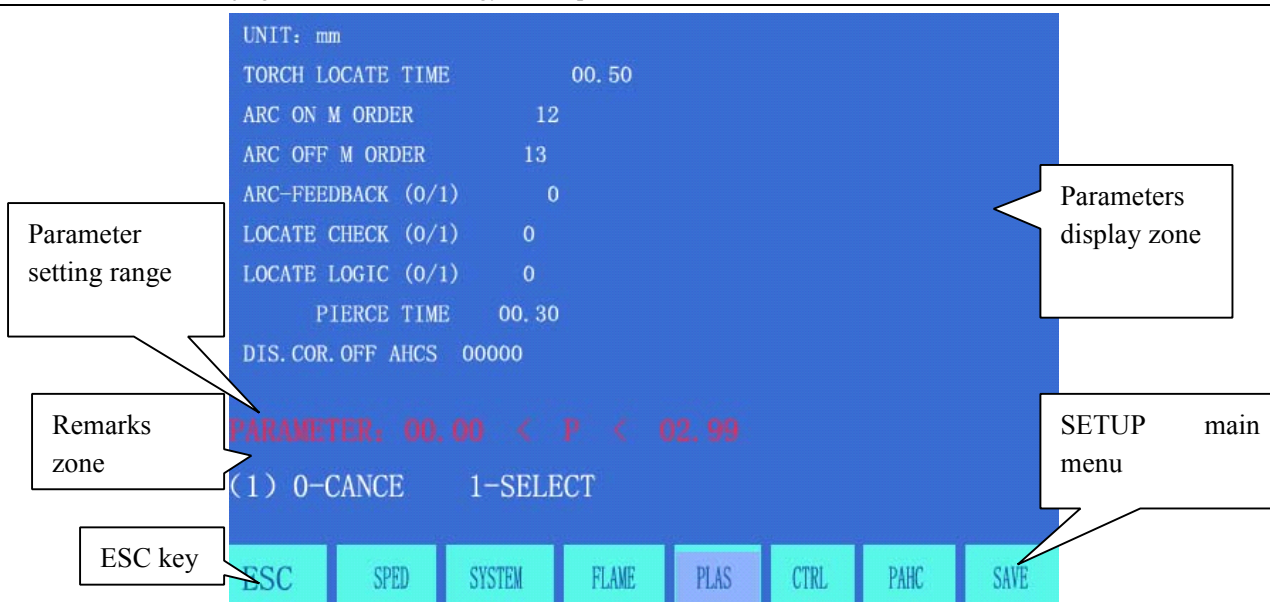 UNIT: mm
TORCH LOCATE TIME 00.50
ARC ON M ORDER 12
ARC OFF M ORDER 13
ARC-FEEDBACK (0/1) 0
LOCATE CHECK (0/1) 0
LOCATE LOGIC (0/1) 0
PIERCE TIME 00.30
DIS.COR.OFF AHCS 00000
PARAMETER: 00.00 < P < 02.99
(1) 0-CANCE 1-SELECT
ESC SPED SYSTEM FLAME PLAS CTRL PAHC SAVE
Parameter
setting range
Remarks
zone
ESC key
Parameters
display zone
SETUP main
menu